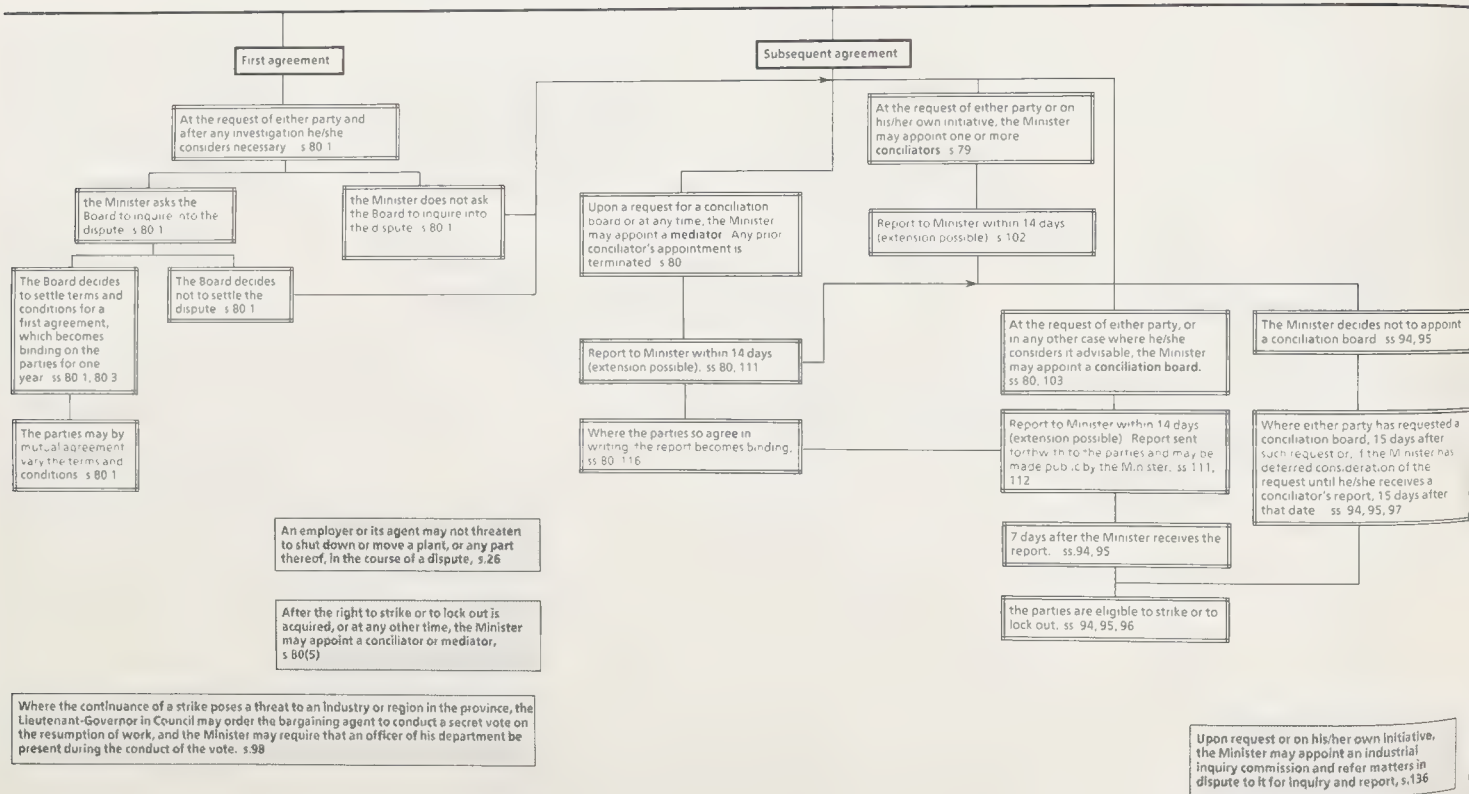 First agreement
Subsequent agreement
At the request of either party and
after any investigation he/she
considers necessary s 80 1
At the request of either party or on
his/her own initiative, the Minister
may appoint one or more
conciliators s 79
the Minister asks the
Board to inquire into the
dispute s 80 1
the Minister does not ask
the Board to inquire into
the dispute s 80 1
Upon a request for a conciliation
board or at any time, the Minister
may appoint a mediator Any prior
conciliator's appointment is
terminated s 80
Report to Minister within 14 days
(extension possible) s 102
The Board decides
to settle terms and
conditions for a
first agreement,
which becomes
binding on the
parties for one
year ss 80 1, 80 3
The Board decides
not to settle the
dispute s 80 1
Report to Minister within 14 days
(extension possible). ss 80, 111
At the request of either party, or
in any other case where he/she
considers it advisable, the Minister
may appoint a conciliation board.
ss 80, 103
The Minister decides not to appoint
a conciliation board ss 94, 95
The parties may by
mutual agreement
vary the terms and
conditions s 80 1
Where the parties so agree in
writing, the report becomes binding,
ss 80 116
Report to Minister within 14 days
(extension possible) Report sent
forthwith to the parties and may be
made public by the Minister. ss 111,
112
Where either party has requested a
conciliation board, 15 days after
such request or, if the Minister has
deferred consideration of the
request until he/she receives a
conciliator's report, 15 days after
that date ss 94, 95, 97
7 days after the Minister receives the
report. ss.94, 95
the parties are eligible to strike or to
lock out. ss 94, 95, 96
An employer or its agent may not threaten
to shut down or move a plant, or any part
thereof, in the course of a dispute, s.26
After the right to strike or to lock out is
acquired, or at any other time, the Minister
may appoint a conciliator or mediator,
s 80(5)
Where the continuance of a strike poses a threat to an industry or region in the province, the
Lieutenant-Governor in Council may order the bargaining agent to conduct a secret vote on
the resumption of work, and the Minister may require that an officer of his department be
present during the conduct of the vote. s.98
Upon request or on his/her own initiative,
the Minister may appoint an industrial
inquiry commission and refer matters in
dispute to it for inquiry and report, s.136